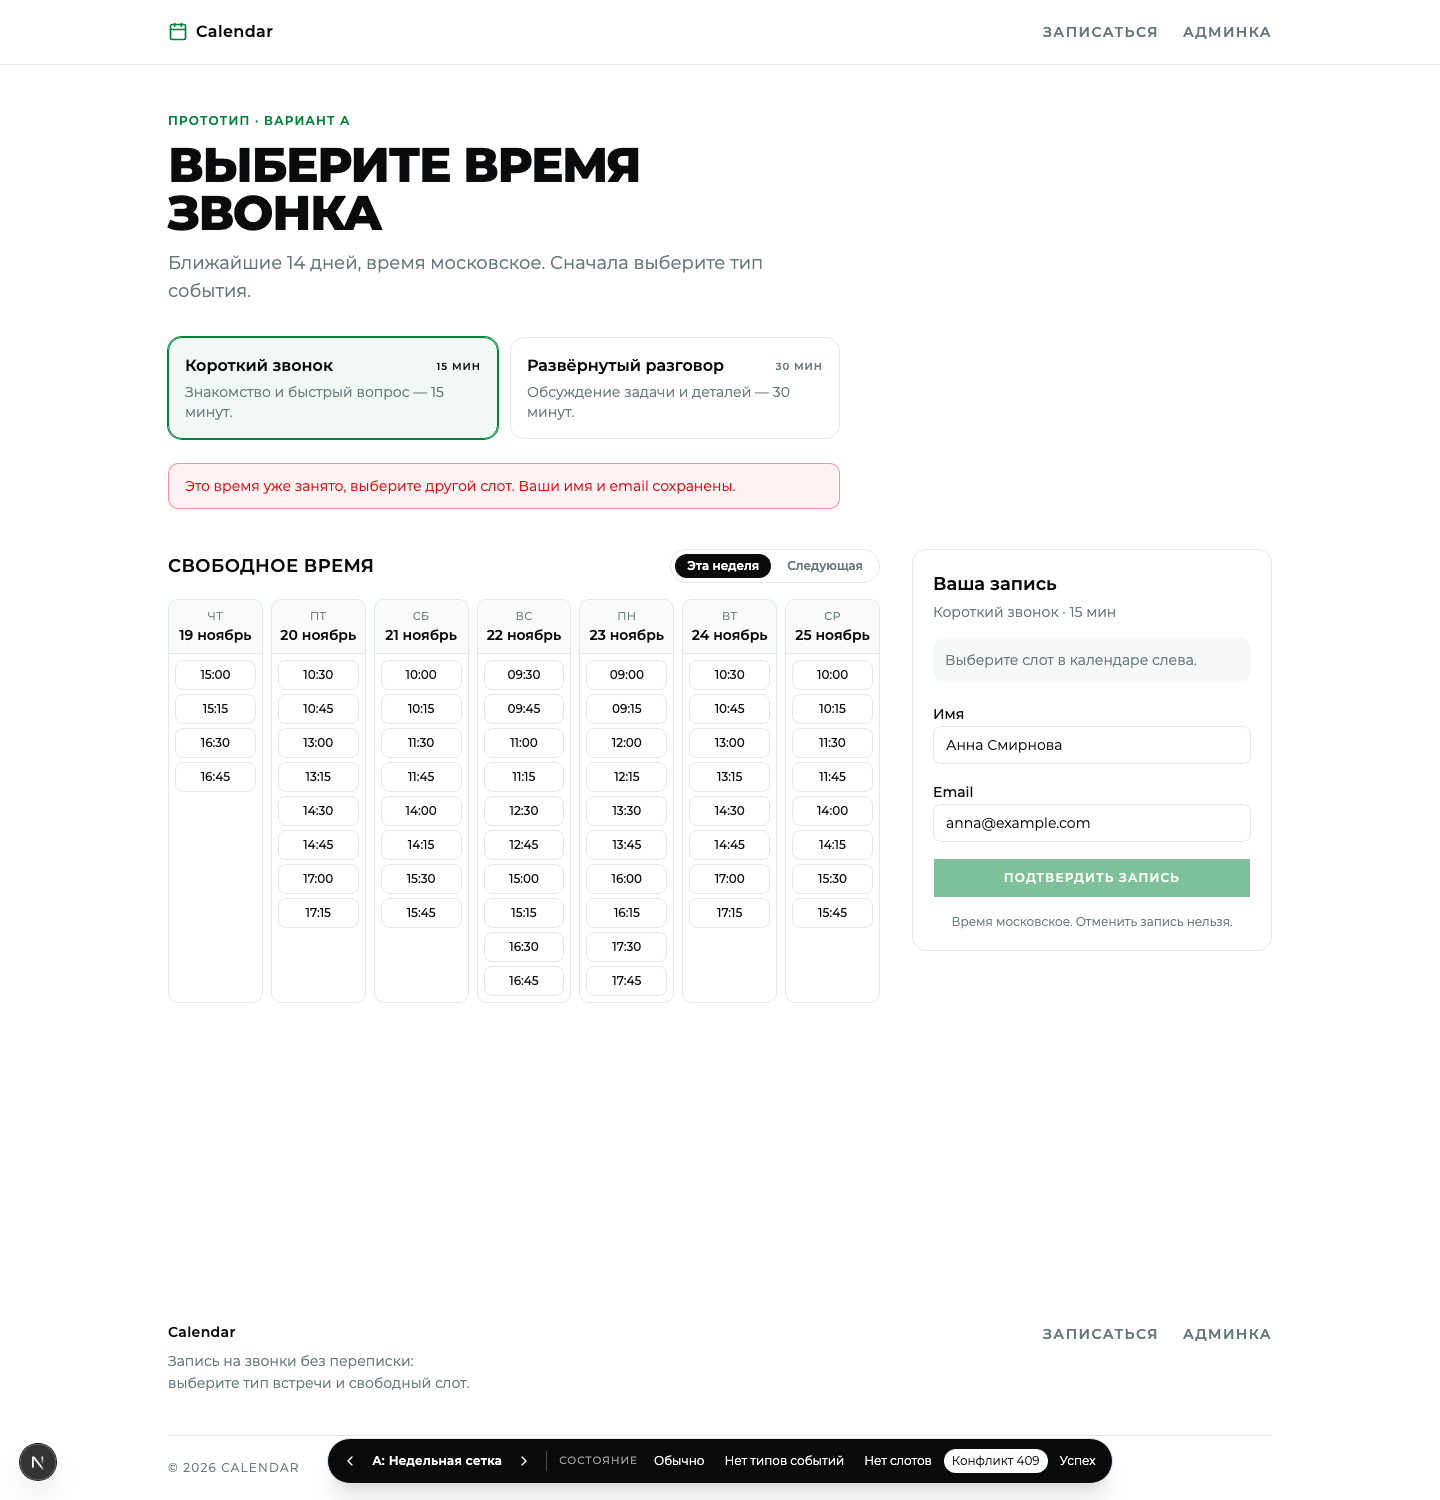 Calendar
ЗАПИСАТЬСЯ АДМИНКА
ПРОТОТИП · ВАРИАНТ A
ВЫБЕРИТЕ ВРЕМЯ
ЗВОНКА
Ближайшие 14 дней, время московское. Сначала выберите тип
события.
Короткий звонок 15 МИН
Знакомство и быстрый вопрос — 15
минут.
Развёрнутый разговор 30 МИН
Обсуждение задачи и деталей — 30
минут.
Это время уже занято, выберите другой слот. Ваши имя и email сохранены.
СВОБОДНОЕ ВРЕМЯ
Эта неделя Следующая
ЧТ
19 ноябрь
15:00
15:15
16:30
16:45
ПТ
20 ноябрь
10:30
10:45
13:00
13:15
14:30
14:45
17:00
17:15
СБ
21 ноябрь
10:00
10:15
11:30
11:45
14:00
14:15
15:30
15:45
ВС
22 ноябрь
09:30
09:45
11:00
11:15
12:30
12:45
15:00
15:15
16:30
16:45
ПН
23 ноябрь
09:00
09:15
12:00
12:15
13:30
13:45
16:00
16:15
17:30
17:45
ВТ
24 ноябрь
10:30
10:45
13:00
13:15
14:30
14:45
17:00
17:15
СР
25 ноябрь
10:00
10:15
11:30
11:45
14:00
14:15
15:30
15:45
Ваша запись
Короткий звонок · 15 мин
Выберите слот в календаре слева.
Имя
Анна Смирнова
Email
anna@example.com
ПОДТВЕРДИТЬ ЗАПИСЬ
Время московское. Отменить запись нельзя.
Calendar
Запись на звонки без переписки:
выберите тип встречи и свободный слот.
ЗАПИСАТЬСЯ АДМИНКА
© 2026 CALENDAR
A: Недельная сетка СОСТОЯНИЕ Обычно Нет типов событий Нет слотов Конфликт 409 Успех
N